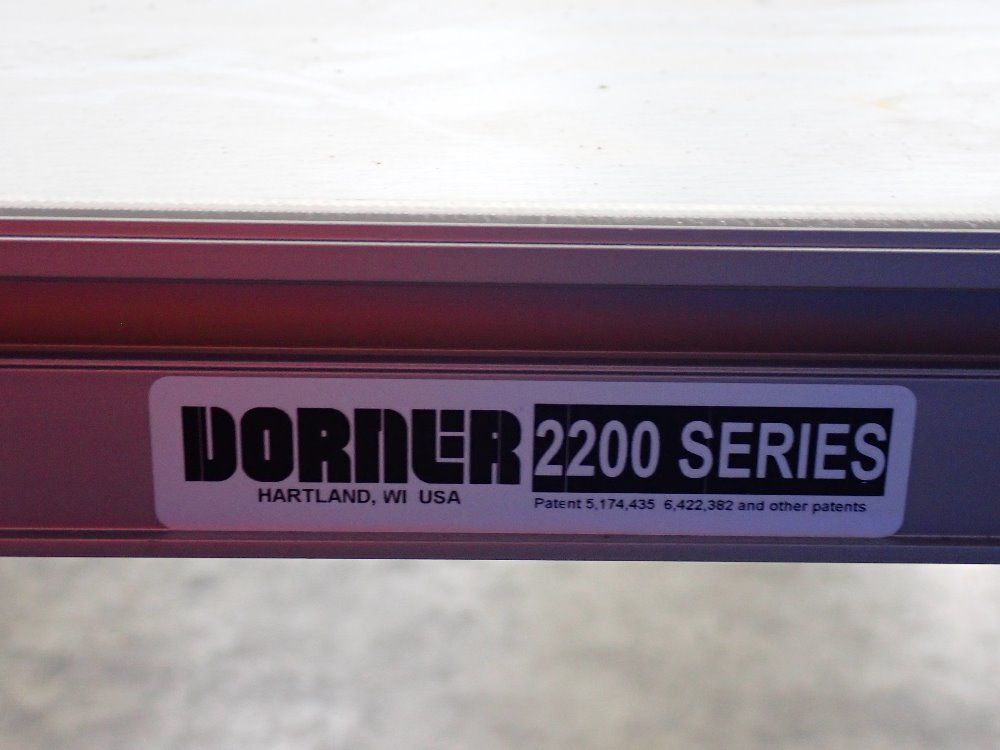 DORNER 2200 SERIES
HARTLAND, WI USA
Patent 5,174,435 6,422,382 and other patents